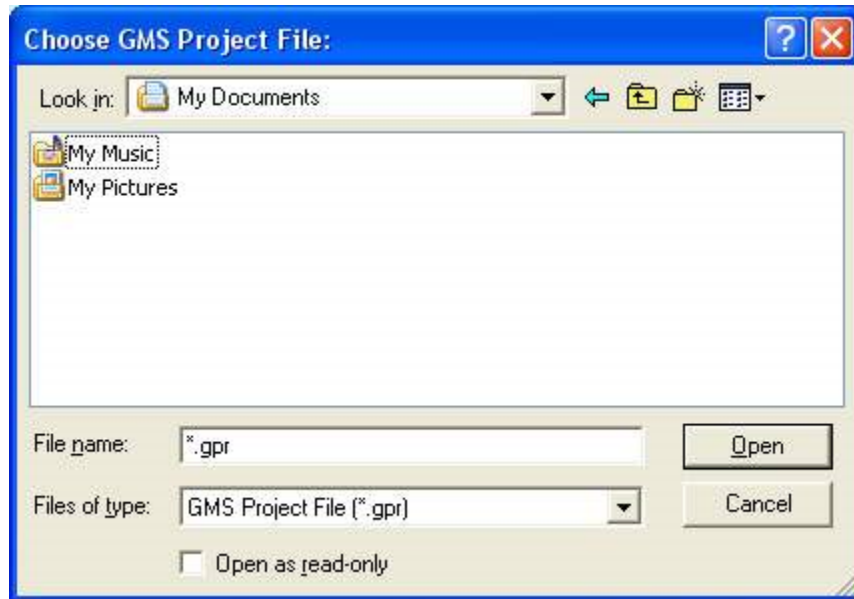 Choose GMS Project File:
Look in: My Documents
My Music
My Pictures
File name: *.gpr Open
Files of type: GMS Project File (*.gpr) Cancel
Open as read-only